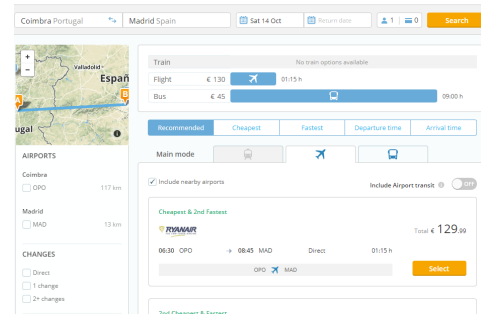 Coimbra Portugal Madrid Spain Sat 14 Oct Return date 1 0 Search
+
−
Valladolid
Españ
A
B
ugal
Train No train options available
Flight € 130 01:15 h
Bus € 45 09:00 h
Recommended Cheapest Fastest Departure time Arrival time
Main mode
AIRPORTS
Coimbra
OPO 117 km
Madrid
MAD 13 km
CHANGES
Direct
1 change
2+ changes
Include nearby airports Include Airport transit OFF
Cheapest & 2nd Fastest
RYANAIR Total € 129.99
06:30 OPO → 08:45 MAD Direct 01:15 h
OPO MAD Select
2nd Cheapest & Fastest